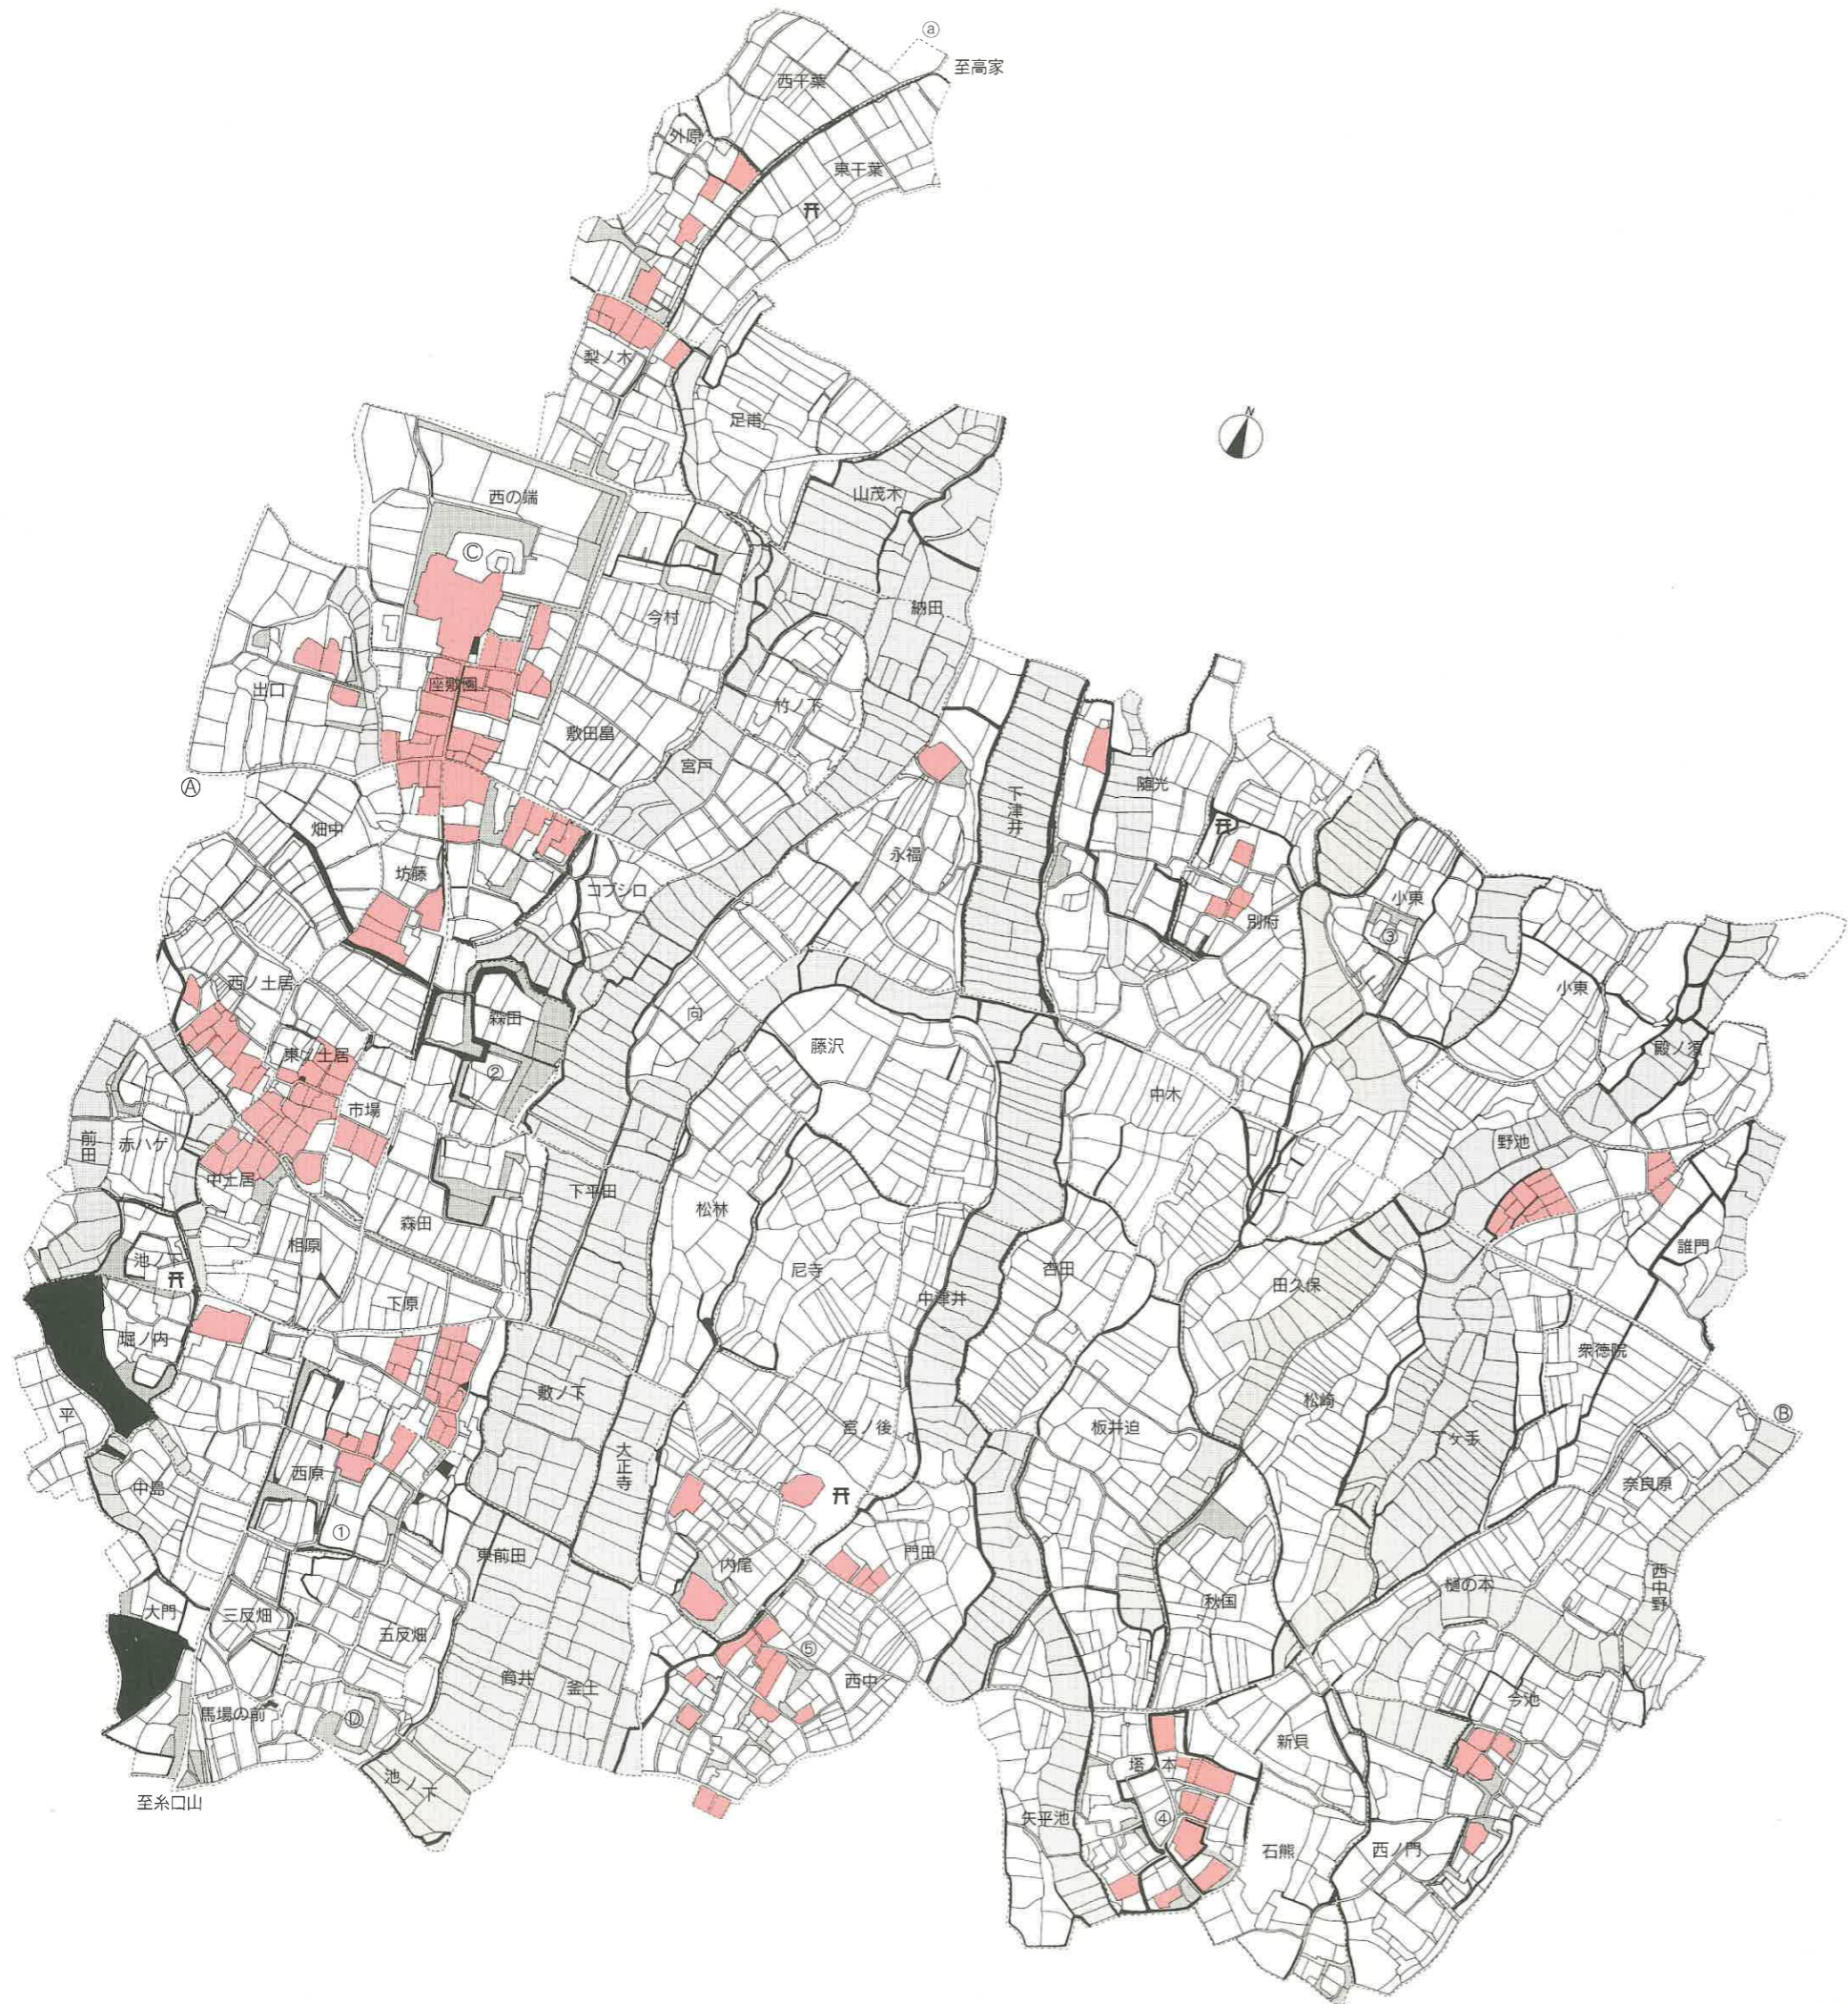 ⓐ
至高家
西干葉
外原
東干葉
梨ノ木
足甫
N
西の端
山茂木
Ⓒ
今村
納田
出口
座敷園
竹ノ下
敷田畠
宮戸
Ⓐ
下津井
随光
畑中
坊藤
コブシロ
永福
小東
別府
③
西ノ土居
森田
向
小東
東ノ土居
②
藤沢
殿ノ須
市場
中木
前田
赤ハゲ
野池
中土居
下平田
松林
森田
相原
誰門
池ノ下
尼寺
杏田
田久保
下原
中津井
堀ノ内
衆徳院
敷ノ下
松崎
平
宮ノ後
板井迫
Ⓑ
大正寺
丁ヶ手
西原
中島
奈良原
①
東前田
内尾
門田
樋の本
西中野
大門
三反畑
秋国
五反畑
⑤
筒井
釜土
西中
今池
馬場の前
Ⓓ
新貝
塔本
池ノ下
至糸口山
矢平池
④
石熊
西ノ門